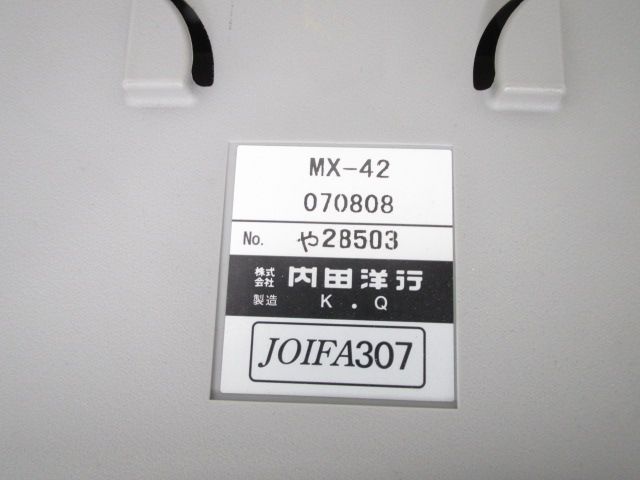 MX-42
070808
No. や28503
株式会社 内田洋行
製造 K.Q
JOIFA307